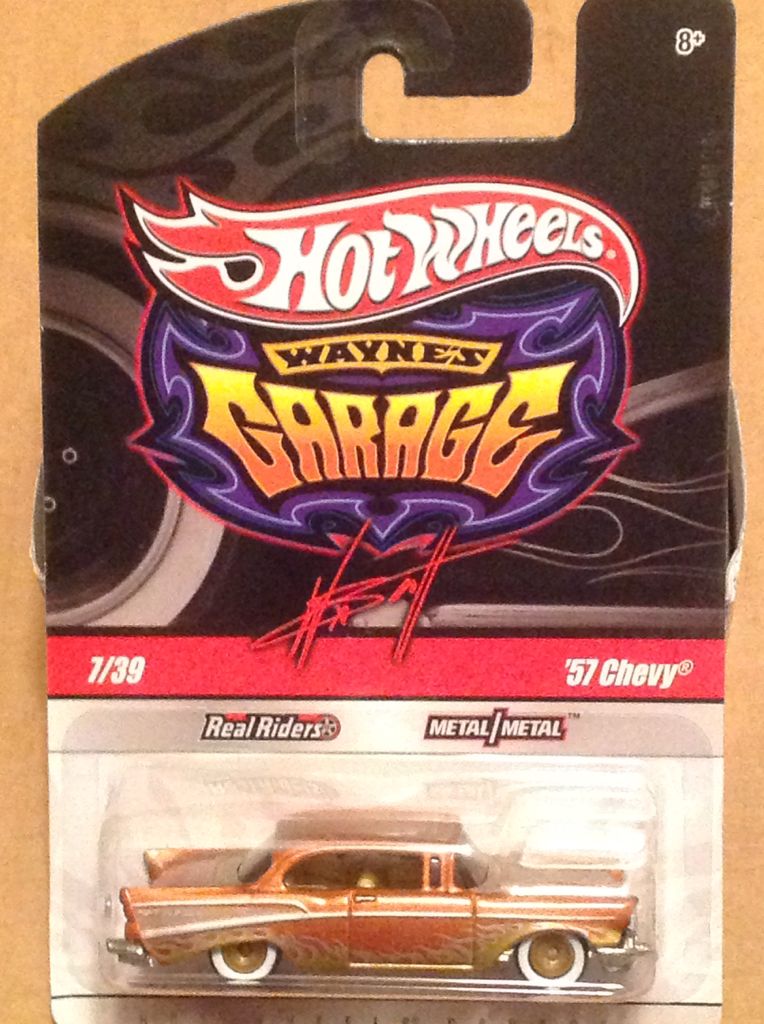 8+
HOT WHEELS®
WAYNE'S
GARAGE
7/39 '57 Chevy®
Real Riders METAL/METAL™